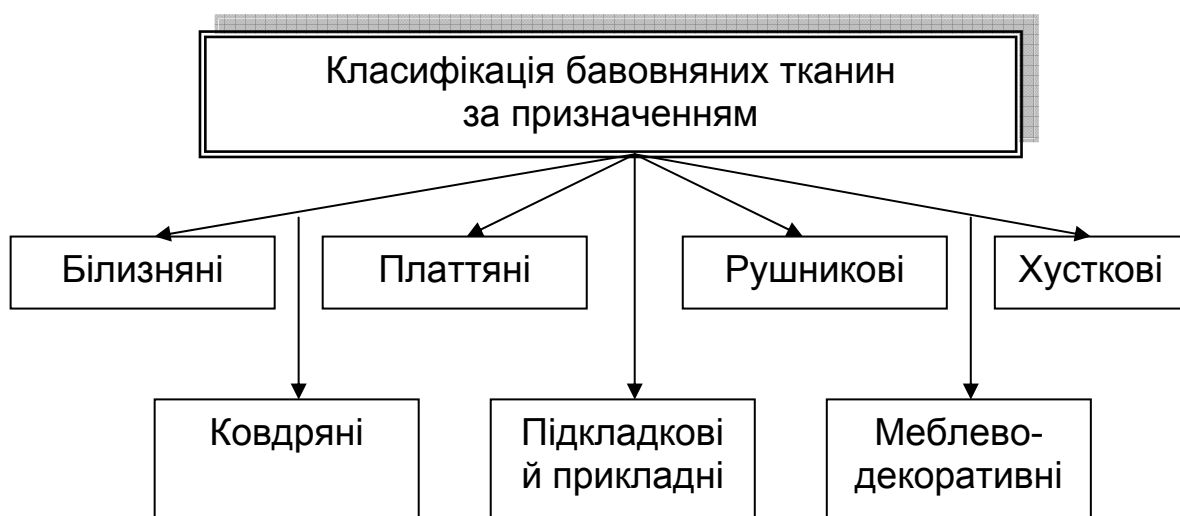 Класифікація бавовняних тканин
за призначенням
Білизняні
Платтяні
Рушникові
Хусткові
Ковдряні
Підкладкові
й прикладні
Меблево-
декоративні